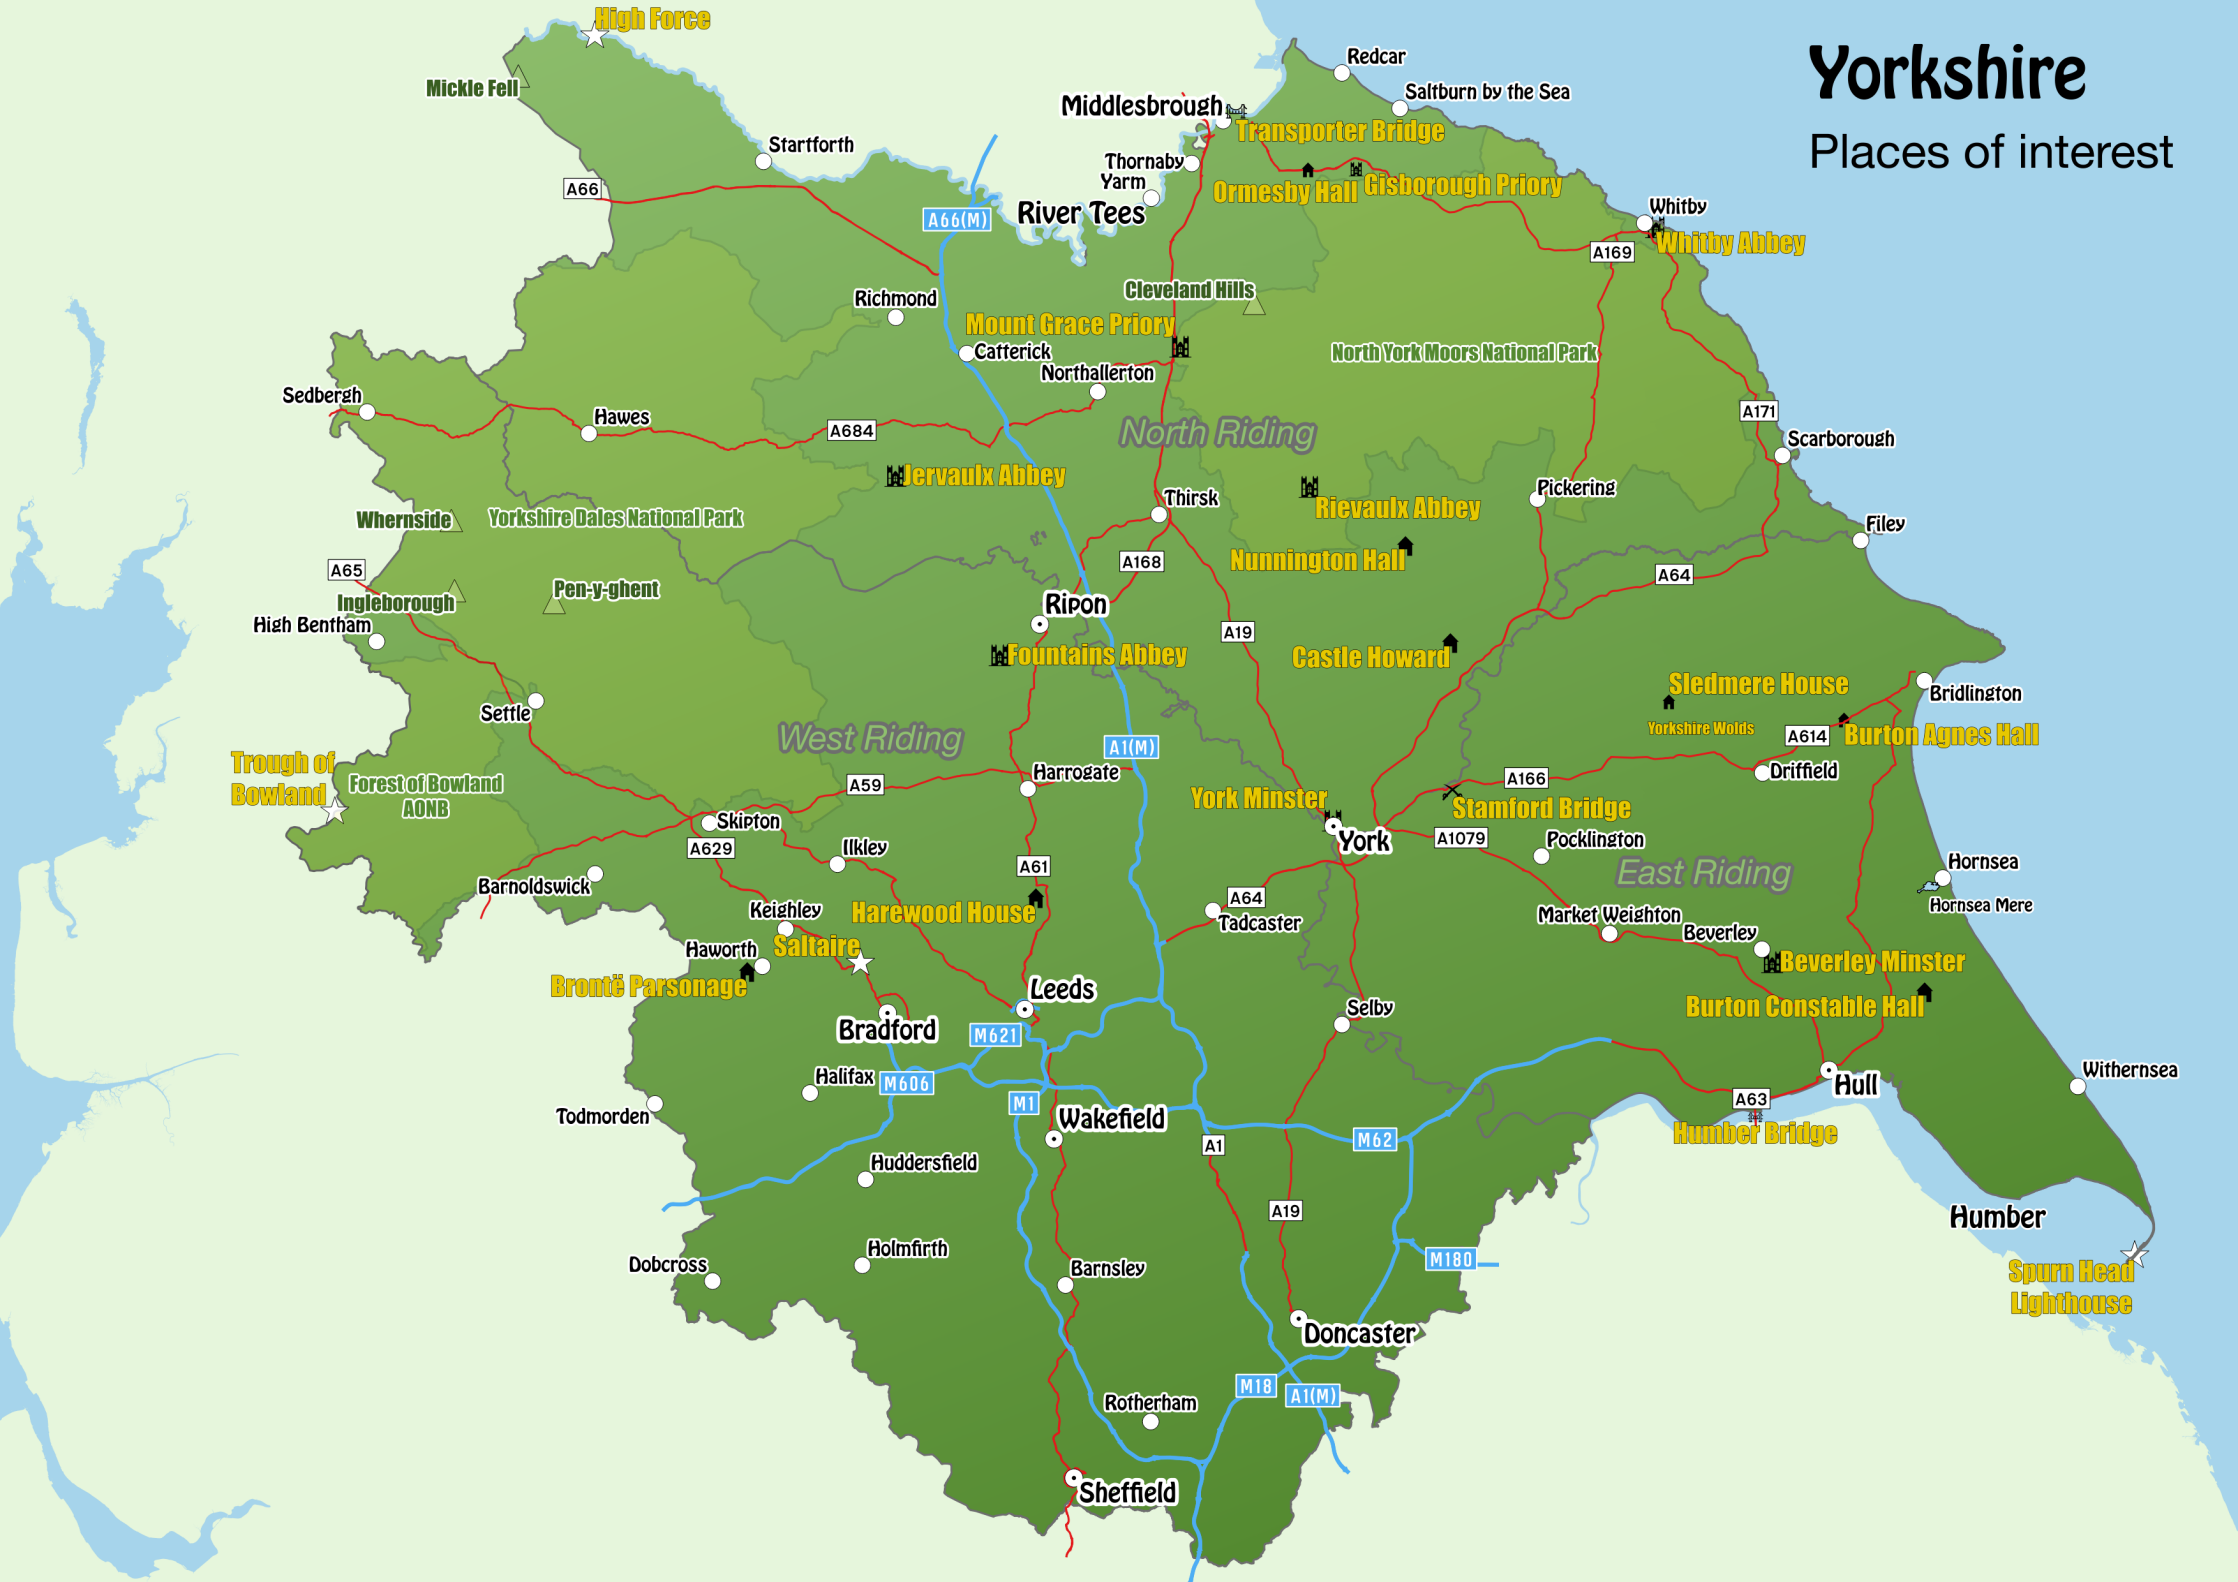 High Force
Yorkshire
Places of interest
Redcar
Mickle Fell
Saltburn by the Sea
Middlesbrough
Transporter Bridge
Startforth
Thornaby
Yarm
A66
Ormesby Hall
Gisborough Priory
River Tees
A66(M)
Whitby
Whitby Abbey
A169
Cleveland Hills
Richmond
Mount Grace Priory
Catterick
North York Moors National Park
Northallerton
Sedbergh
Hawes
A684
North Riding
A171
Scarborough
Jervaulx Abbey
Pickering
Thirsk
Rievaulx Abbey
Whernside
Yorkshire Dales National Park
Filey
Nunnington Hall
A65
A168
A64
Pen-y-ghent
Ingleborough
Ripon
High Bentham
A19
Fountains Abbey
Castle Howard
Sledmere House
Bridlington
Settle
Yorkshire Wolds
A614
Burton Agnes Hall
West Riding
A1(M)
Trough of
Bowland
Forest of Bowland
AONB
Harrogate
A59
A166
Driffield
York Minster
Stamford Bridge
Skipton
York
A1079
Pocklington
A629
Ilkley
A61
East Riding
Hornsea
Barnoldswick
A64
Hornsea Mere
Keighley
Harewood House
Tadcaster
Market Weighton
Beverley
Haworth
Saltaire
Beverley Minster
Brontë Parsonage
Leeds
Selby
Burton Constable Hall
Bradford
M621
Halifax
M606
Hull
Withernsea
M1
A63
Todmorden
Wakefield
Humber Bridge
A1
M62
Huddersfield
A19
Humber
Holmfirth
Dobcross
Barnsley
M180
Spurn Head
Lighthouse
Doncaster
M18
A1(M)
Rotherham
Sheffield